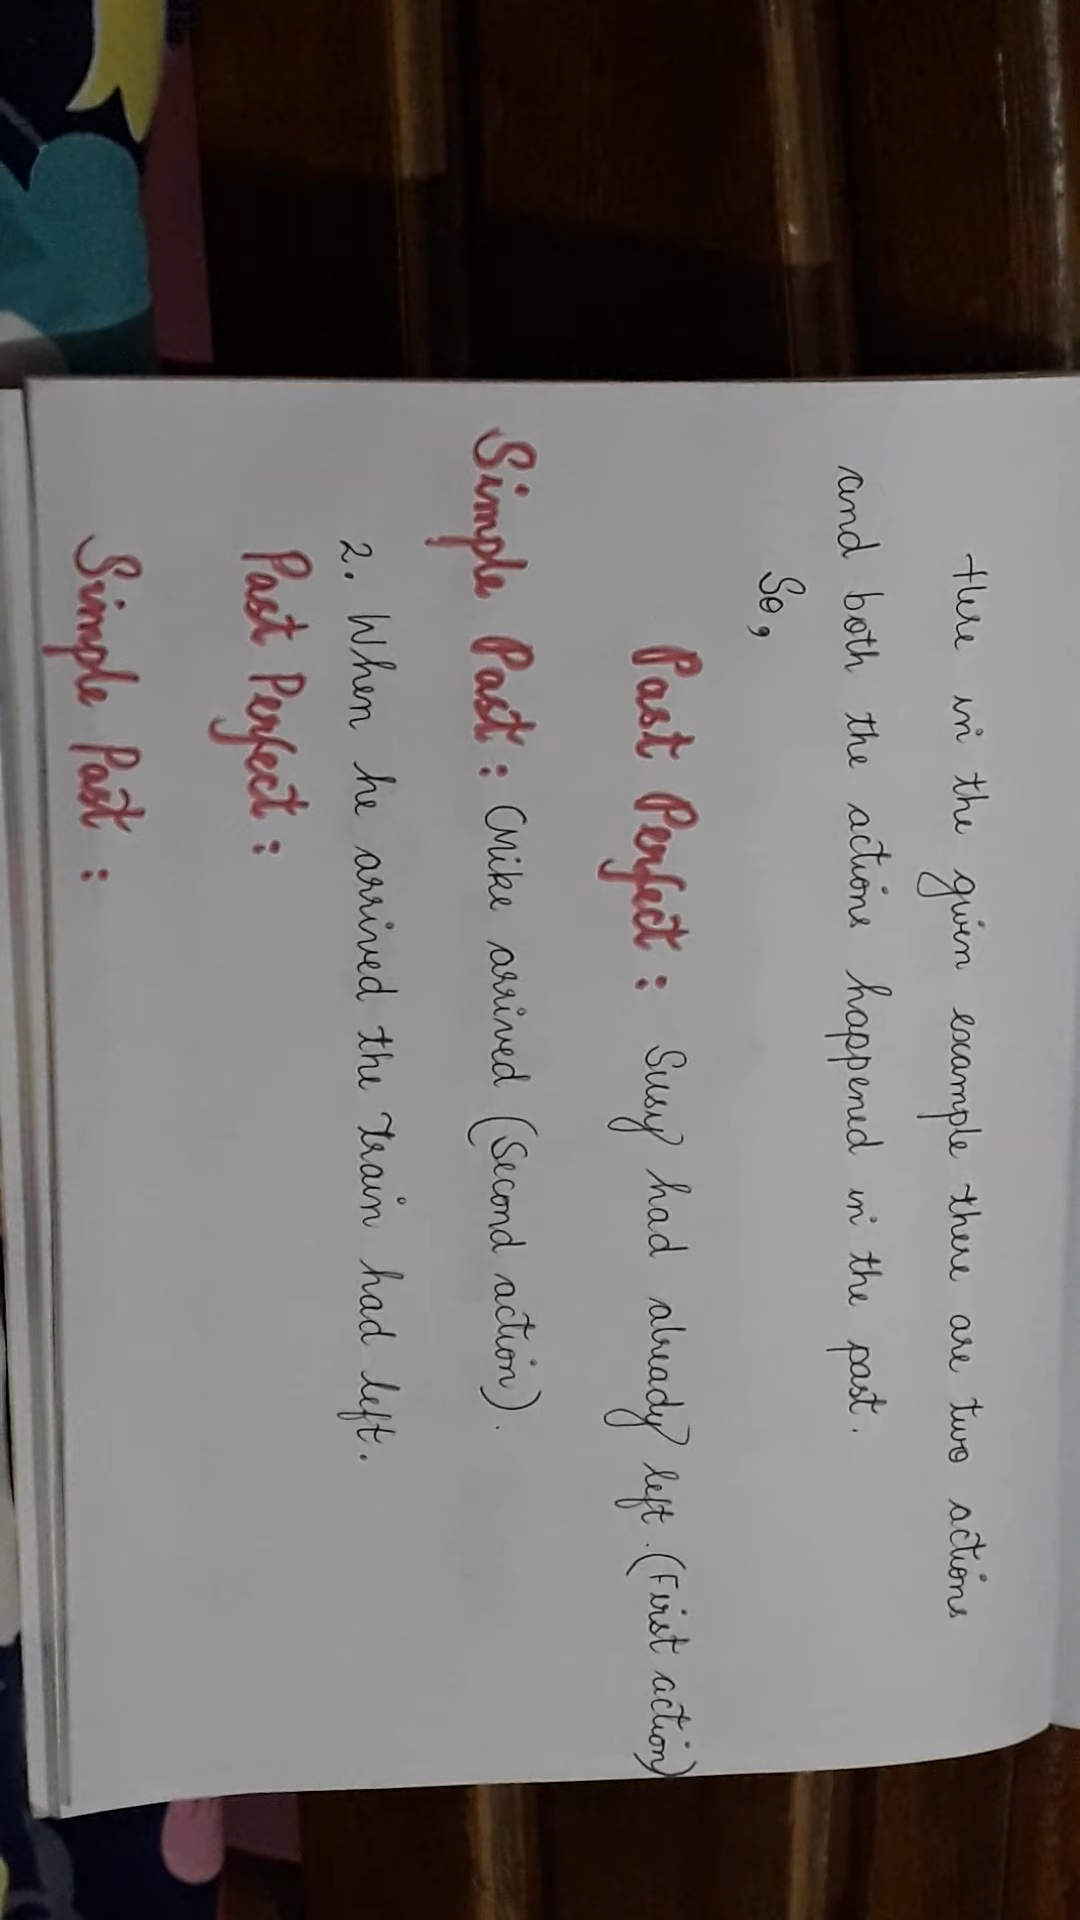 Here in the given example there are two actions
and both the actions happened in the past.
So,
Past Perfect : Susy had already left. (First action)
Simple Past : Mike arrived (Second action).
2. When he arrived the train had left.
Past Perfect :
Simple Past :